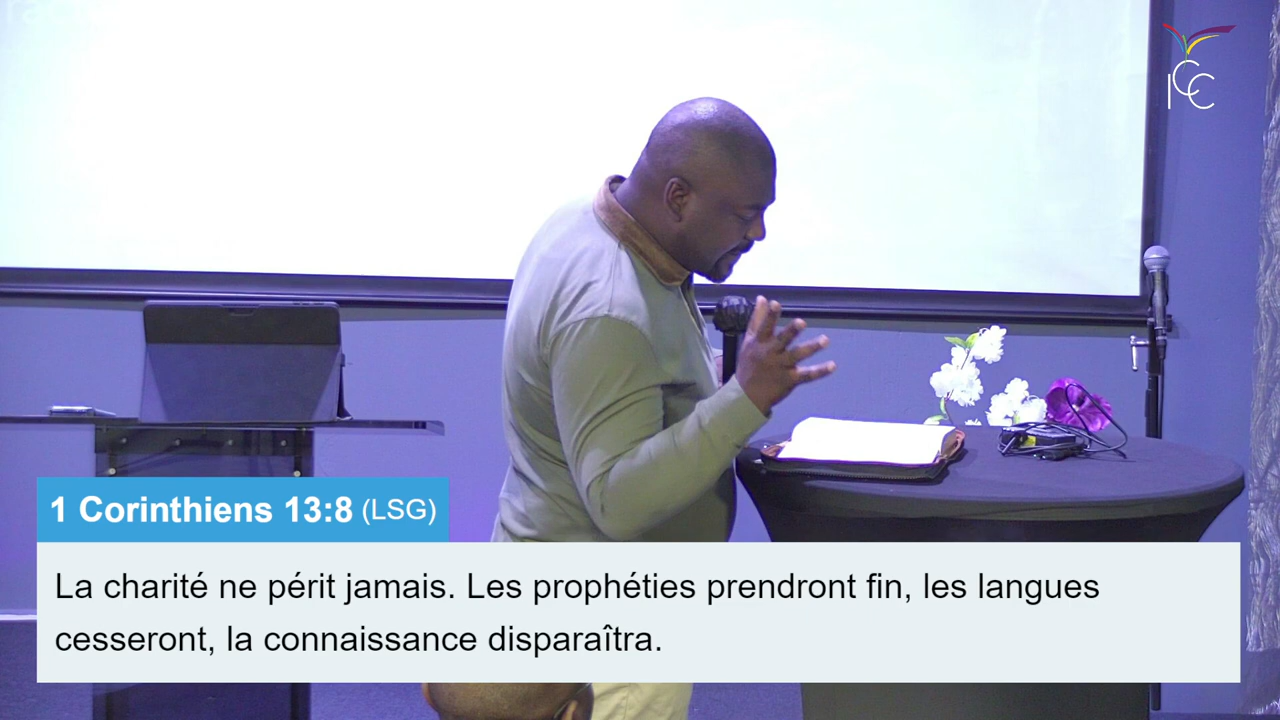 ICC
1 Corinthiens 13:8 (LSG)
La charité ne périt jamais. Les prophéties prendront fin, les langues
cesseront, la connaissance disparaîtra.